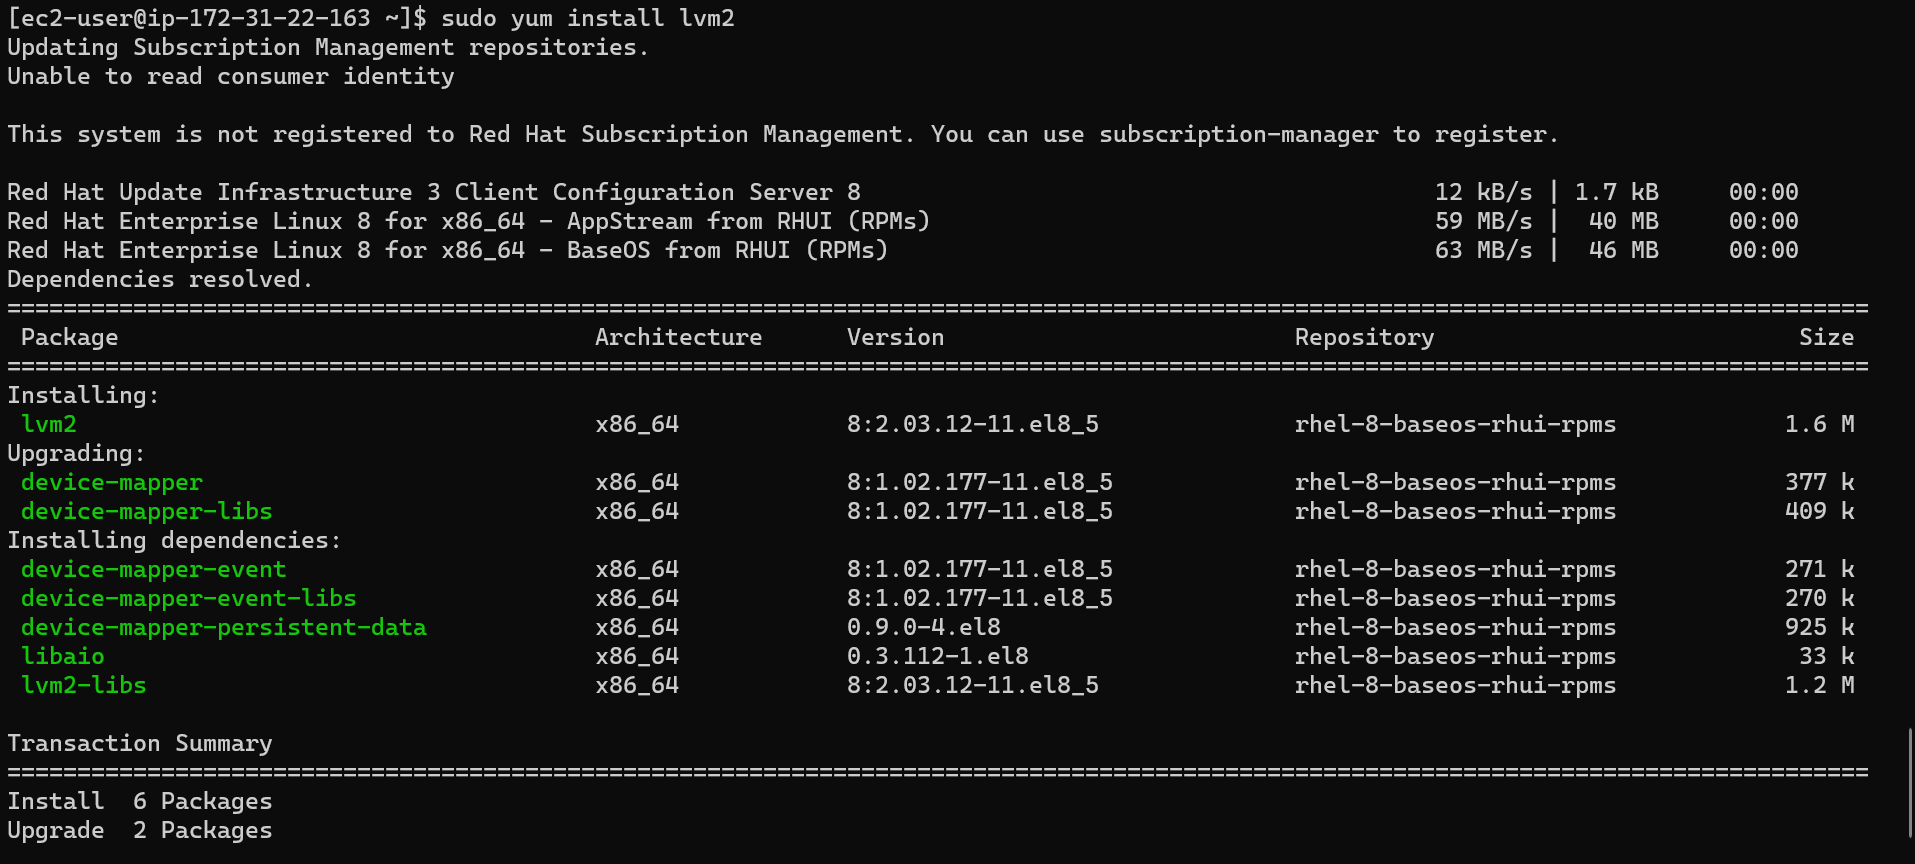 [ec2-user@ip-172-31-22-163 ~]$ sudo yum install lvm2
Updating Subscription Management repositories.
Unable to read consumer identity
This system is not registered to Red Hat Subscription Management. You can use subscription-manager to register.
Red Hat Update Infrastructure 3 Client Configuration Server 8 12 kB/s | 1.7 kB 00:00
Red Hat Enterprise Linux 8 for x86_64 - AppStream from RHUI (RPMs) 59 MB/s | 40 MB 00:00
Red Hat Enterprise Linux 8 for x86_64 - BaseOS from RHUI (RPMs) 63 MB/s | 46 MB 00:00
Dependencies resolved.
=====================================================================================================================================
Package Architecture Version Repository Size
=====================================================================================================================================
Installing:
lvm2 x86_64 8:2.03.12-11.el8_5 rhel-8-baseos-rhui-rpms 1.6 M
Upgrading:
device-mapper x86_64 8:1.02.177-11.el8_5 rhel-8-baseos-rhui-rpms 377 k
device-mapper-libs x86_64 8:1.02.177-11.el8_5 rhel-8-baseos-rhui-rpms 409 k
Installing dependencies:
device-mapper-event x86_64 8:1.02.177-11.el8_5 rhel-8-baseos-rhui-rpms 271 k
device-mapper-event-libs x86_64 8:1.02.177-11.el8_5 rhel-8-baseos-rhui-rpms 270 k
device-mapper-persistent-data x86_64 0.9.0-4.el8 rhel-8-baseos-rhui-rpms 925 k
libaio x86_64 0.3.112-1.el8 rhel-8-baseos-rhui-rpms 33 k
lvm2-libs x86_64 8:2.03.12-11.el8_5 rhel-8-baseos-rhui-rpms 1.2 M
Transaction Summary
=====================================================================================================================================
Install 6 Packages
Upgrade 2 Packages